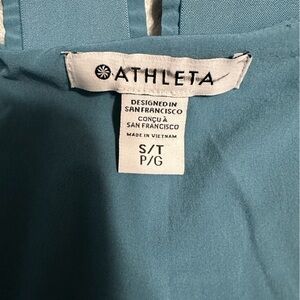 ATHLETA
DESIGNED IN
SAN FRANCISCO
CONÇU À
SAN FRANCISCO
MADE IN VIETNAM
S/T
P/G